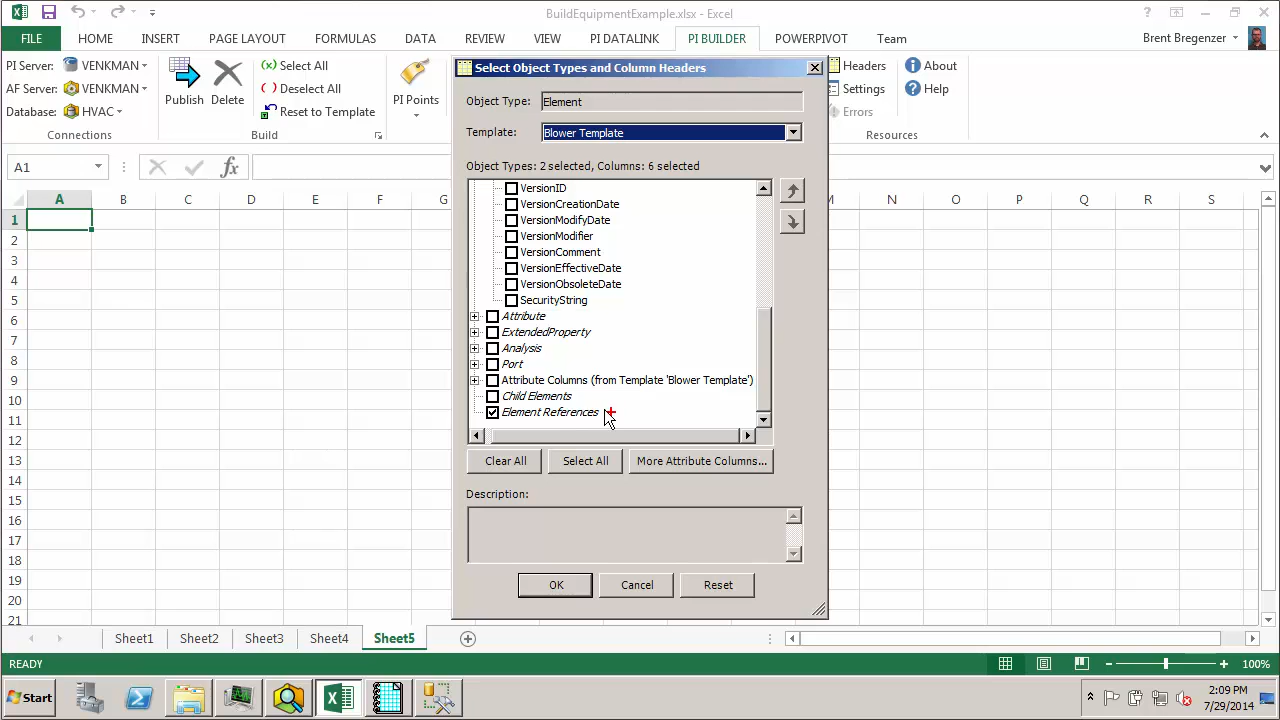 BuildEquipmentExample.xlsx - Excel
FILE
HOME
INSERT
PAGE LAYOUT
FORMULAS
DATA
REVIEW
VIEW
PI DATALINK
PI BUILDER
POWERPIVOT
Team
Brent Bregenzer
PI Server:
VENKMAN
AF Server:
VENKMAN
Database:
HVAC
Connections
Publish
Delete
(x) Select All
( ) Deselect All
Reset to Template
Build
PI Points
Headers
Settings
Errors
About
Help
Resources
A1
A B C D E F G M N O P Q R S
1
2
3
4
5
6
7
8
9
10
11
12
13
14
15
16
17
18
19
20
21
Select Object Types and Column Headers
Object Type: Element
Template: Blower Template
Object Types: 2 selected, Columns: 6 selected
VersionID
VersionCreationDate
VersionModifyDate
VersionModifier
VersionComment
VersionEffectiveDate
VersionObsoleteDate
SecurityString
Attribute
ExtendedProperty
Analysis
Port
Attribute Columns (from Template 'Blower Template')
Child Elements
Element References
Clear All
Select All
More Attribute Columns...
Description:
OK
Cancel
Reset
Sheet1
Sheet2
Sheet3
Sheet4
Sheet5
READY
100%
Start
2:09 PM
7/29/2014